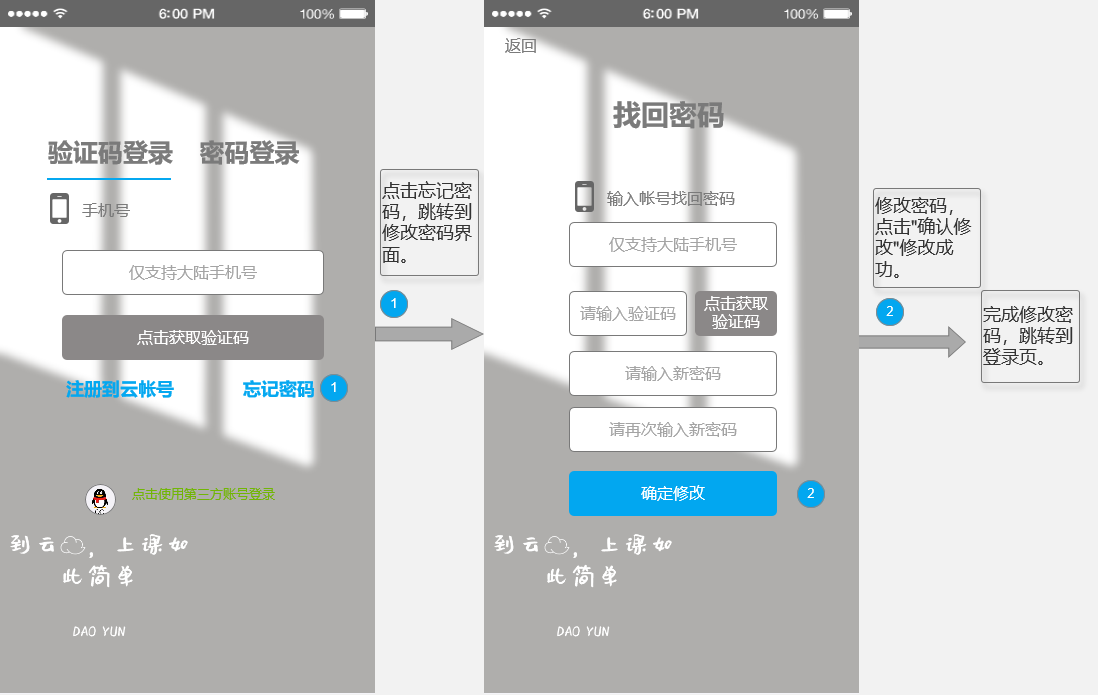 6:00 PM
100%
验证码登录
密码登录
手机号
仅支持大陆手机号
点击获取验证码
注册到云帐号
忘记密码
1
点击使用第三方账号登录
到云，上课如
此简单
DAO YUN
点击忘记密
码，跳转到
修改密码界
面。
1
6:00 PM
100%
返回
找回密码
输入帐号找回密码
仅支持大陆手机号
请输入验证码
点击获取
验证码
请输入新密码
请再次输入新密码
确定修改
2
到云，上课如
此简单
DAO YUN
修改密码，
点击"确认修
改"修改成
功。
2
完成修改密
码，跳转到
登录页。